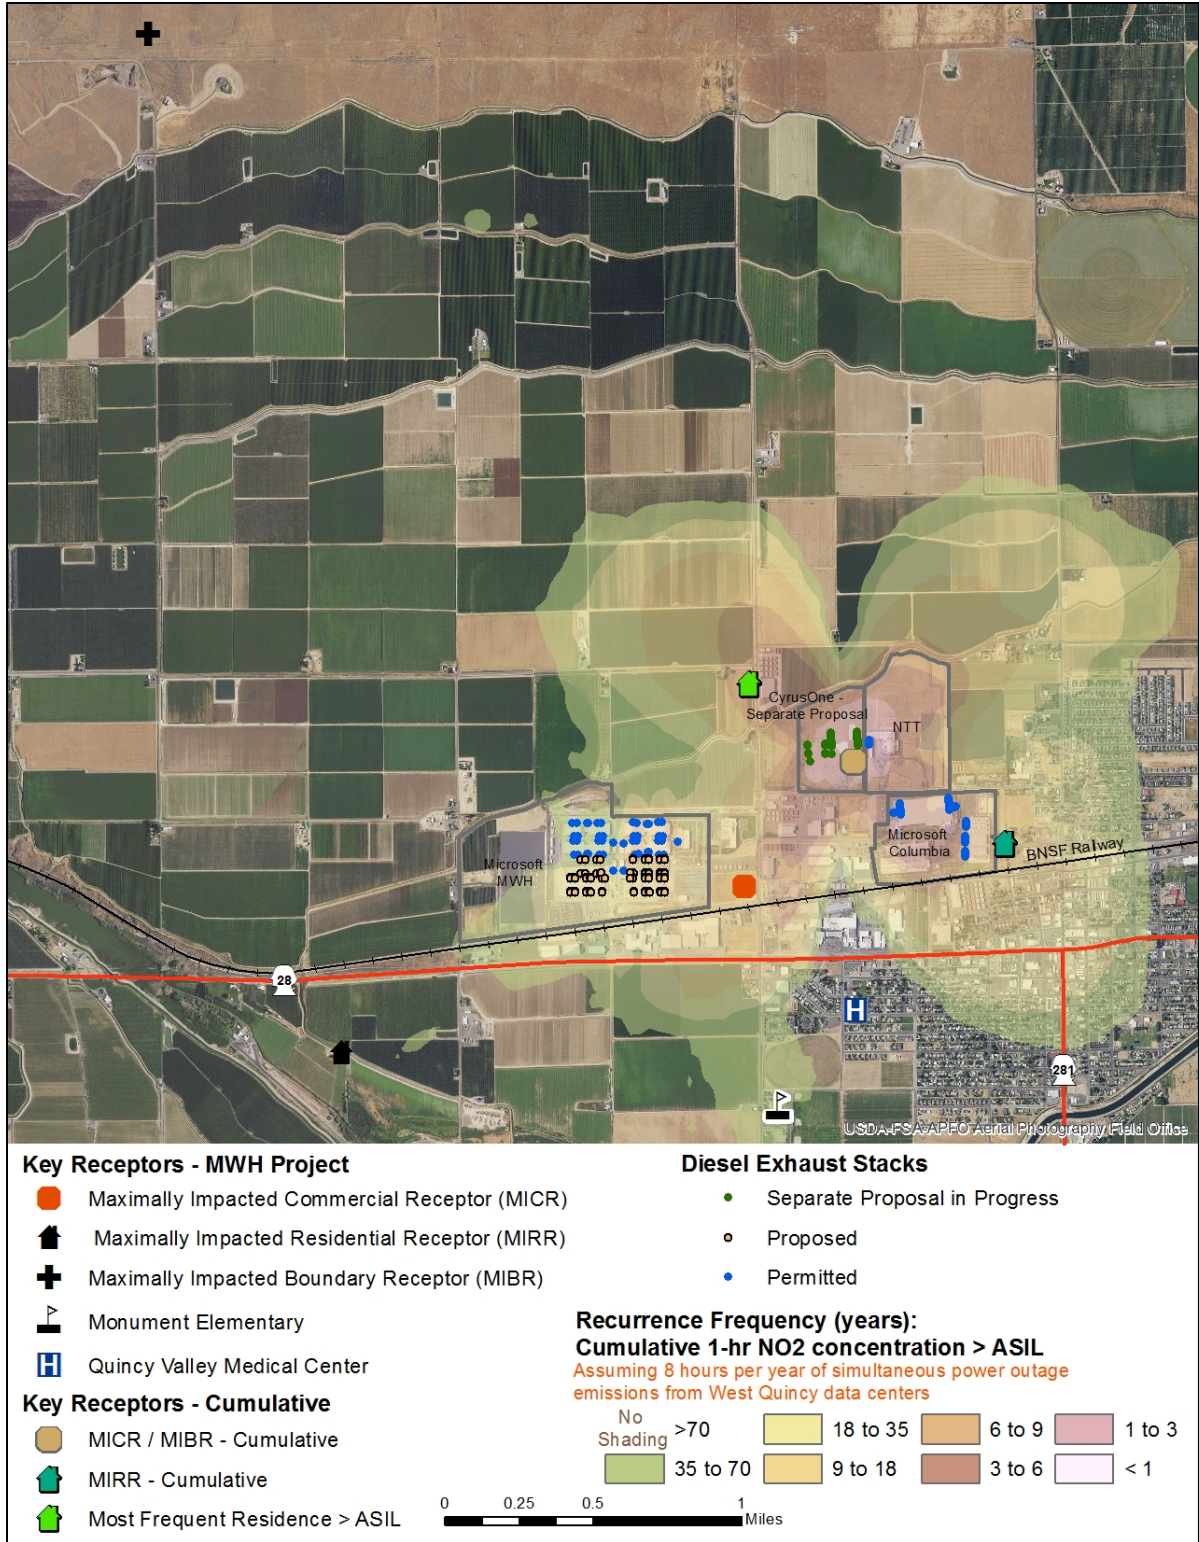 CyrusOne -
Separate Proposal
NTT
Microsoft
MWH
Microsoft
Columbia
BNSF Railway
28
H
281
USDA-FSA-APFO Aerial Photography Field Office
Key Receptors - MWH Project
Maximally Impacted Commercial Receptor (MICR)
Maximally Impacted Residential Receptor (MIRR)
Maximally Impacted Boundary Receptor (MIBR)
Monument Elementary
H Quincy Valley Medical Center
Key Receptors - Cumulative
MICR / MIBR - Cumulative
MIRR - Cumulative
Most Frequent Residence > ASIL
Diesel Exhaust Stacks
Separate Proposal in Progress
Proposed
Permitted
Recurrence Frequency (years):
Cumulative 1-hr NO2 concentration > ASIL
Assuming 8 hours per year of simultaneous power outage
emissions from West Quincy data centers
No
Shading
>70
35 to 70
18 to 35
9 to 18
6 to 9
3 to 6
1 to 3
< 1
0 0.25 0.5 1
Miles